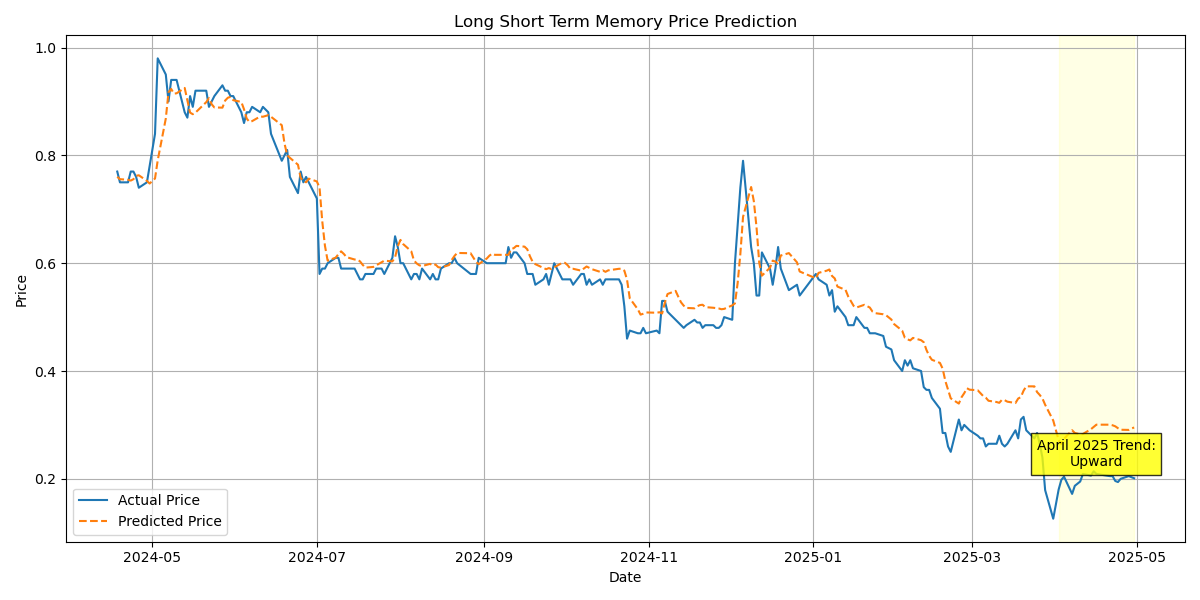 Long Short Term Memory Price Prediction
Price
1.0
0.8
0.6
0.4
0.2
April 2025 Trend:
Upward
Actual Price
Predicted Price
2024-05
2024-07
2024-09
2024-11
2025-01
2025-03
2025-05
Date